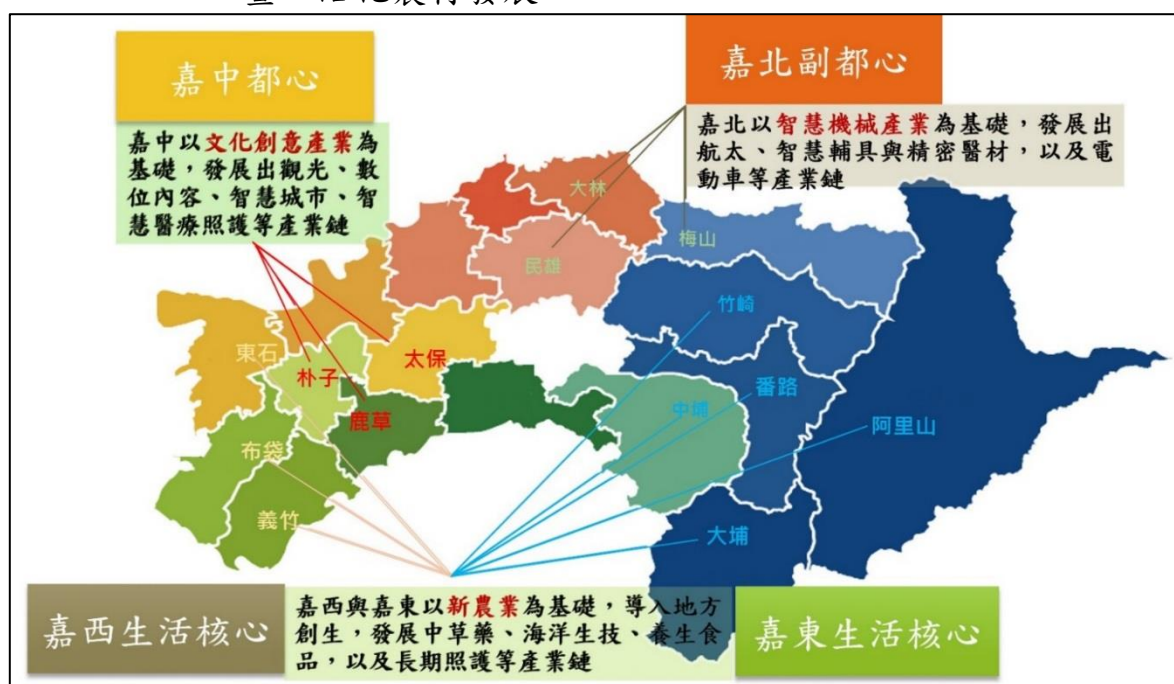 活化農村發展
嘉中都心
嘉中以文化創意產業為
基礎，發展出觀光、數
位內容、智慧城市、智
慧醫療照護等產業鏈
嘉北副都心
嘉北以智慧機械產業為基礎，發展出
航太、智慧輔具與精密醫材，以及電
動車等產業鏈
大林
梅山
民雄
竹崎
東石
朴子
太保
番路
中埔
鹿草
阿里山
布袋
義竹
大埔
嘉西生活核心
嘉西與嘉東以新農業為基礎，導入地方
創生，發展中草藥、海洋生技、養生食
品，以及長期照護等產業鏈
嘉東生活核心